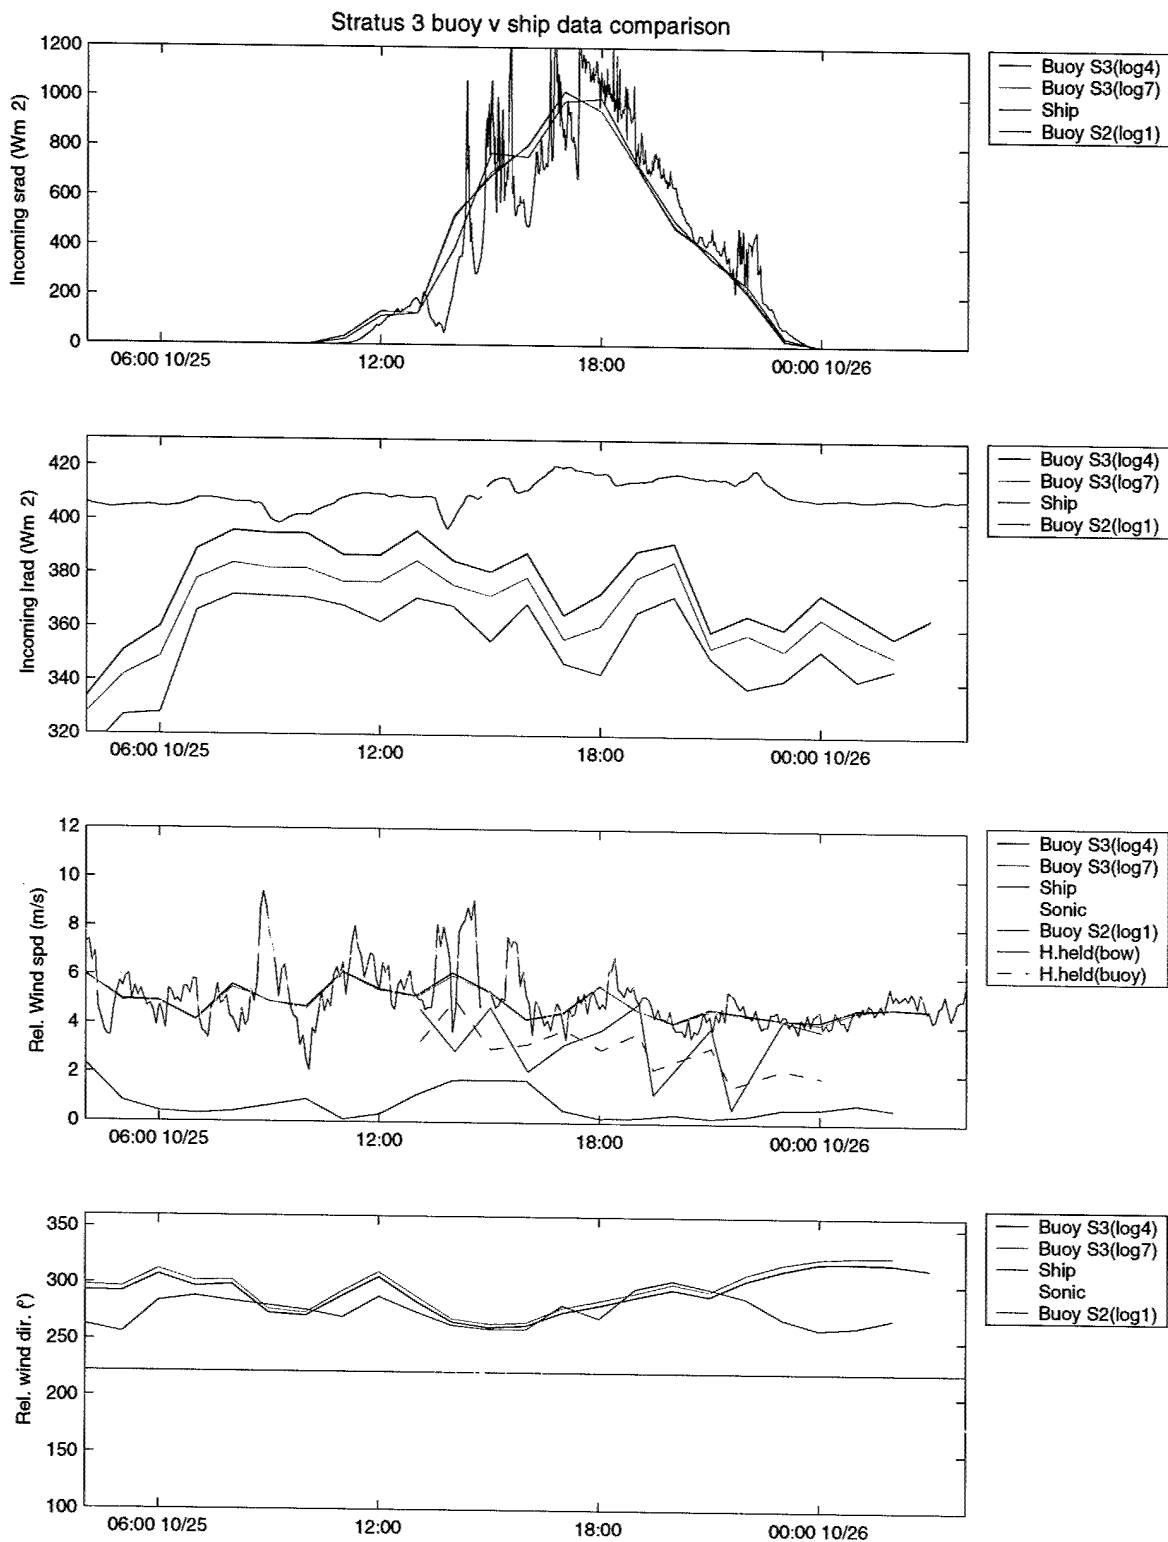 Stratus 3 buoy v ship data comparison
Incoming srad (Wm 2)
1200
1000
800
600
400
200
0
06:00 10/25
12:00
18:00
00:00 10/26
Buoy S3(log4)
Buoy S3(log7)
Ship
Buoy S2(log1)
Incoming lrad (Wm 2)
420
400
380
360
340
320
06:00 10/25
12:00
18:00
00:00 10/26
Buoy S3(log4)
Buoy S3(log7)
Ship
Buoy S2(log1)
Rel. Wind spd (m/s)
12
10
8
6
4
2
0
06:00 10/25
12:00
18:00
00:00 10/26
Buoy S3(log4)
Buoy S3(log7)
Ship
Sonic
Buoy S2(log1)
H.held(bow)
H.held(buoy)
Rel. wind dir. (°)
350
300
250
200
150
100
06:00 10/25
12:00
18:00
00:00 10/26
Buoy S3(log4)
Buoy S3(log7)
Ship
Sonic
Buoy S2(log1)